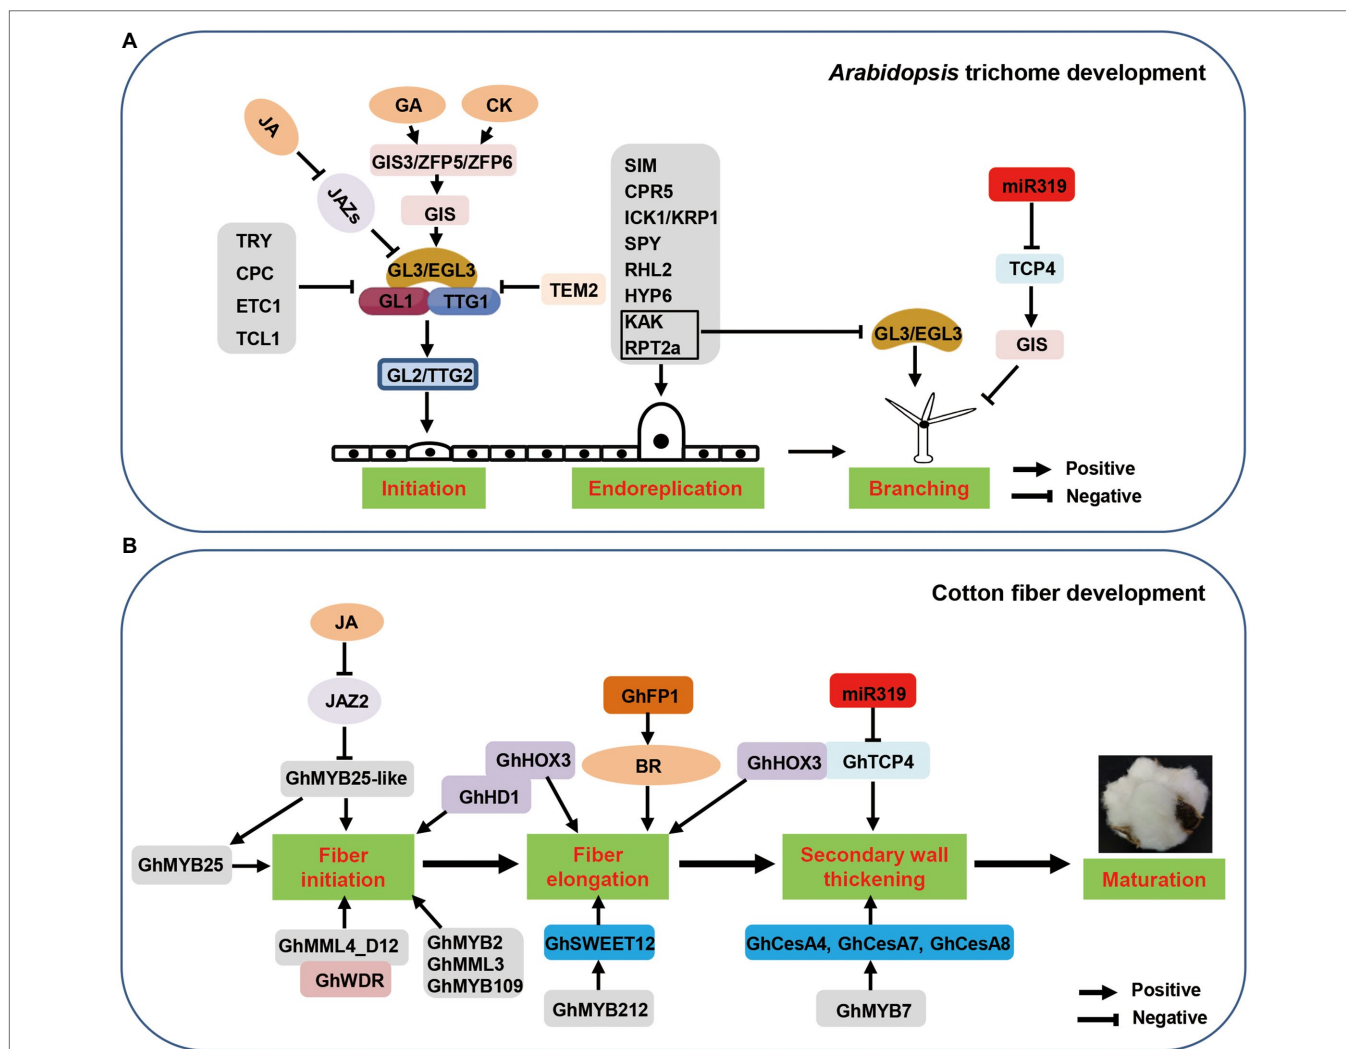 A
Arabidopsis trichome development
JA
GA
CK
GIS3/ZFP5/ZFP6
JAZs
GIS
TRY
CPC
ETC1
TCL1
GL3/EGL3
GL1
TTG1
TEM2
GL2/TTG2
SIM
CPR5
ICK1/KRP1
SPY
RHL2
HYP6
KAK
RPT2a
GL3/EGL3
miR319
TCP4
GIS
Initiation
Endoreplication
Branching
Positive
Negative
B
Cotton fiber development
JA
JAZ2
GhMYB25-like
GhMYB25
GhHOX3
GhHD1
GhFP1
BR
GhHOX3
miR319
GhTCP4
Fiber
initiation
Fiber
elongation
Secondary wall
thickening
Maturation
GhMML4_D12
GhWDR
GhMYB2
GhMML3
GhMYB109
GhSWEET12
GhMYB212
GhCesA4, GhCesA7, GhCesA8
GhMYB7
Positive
Negative